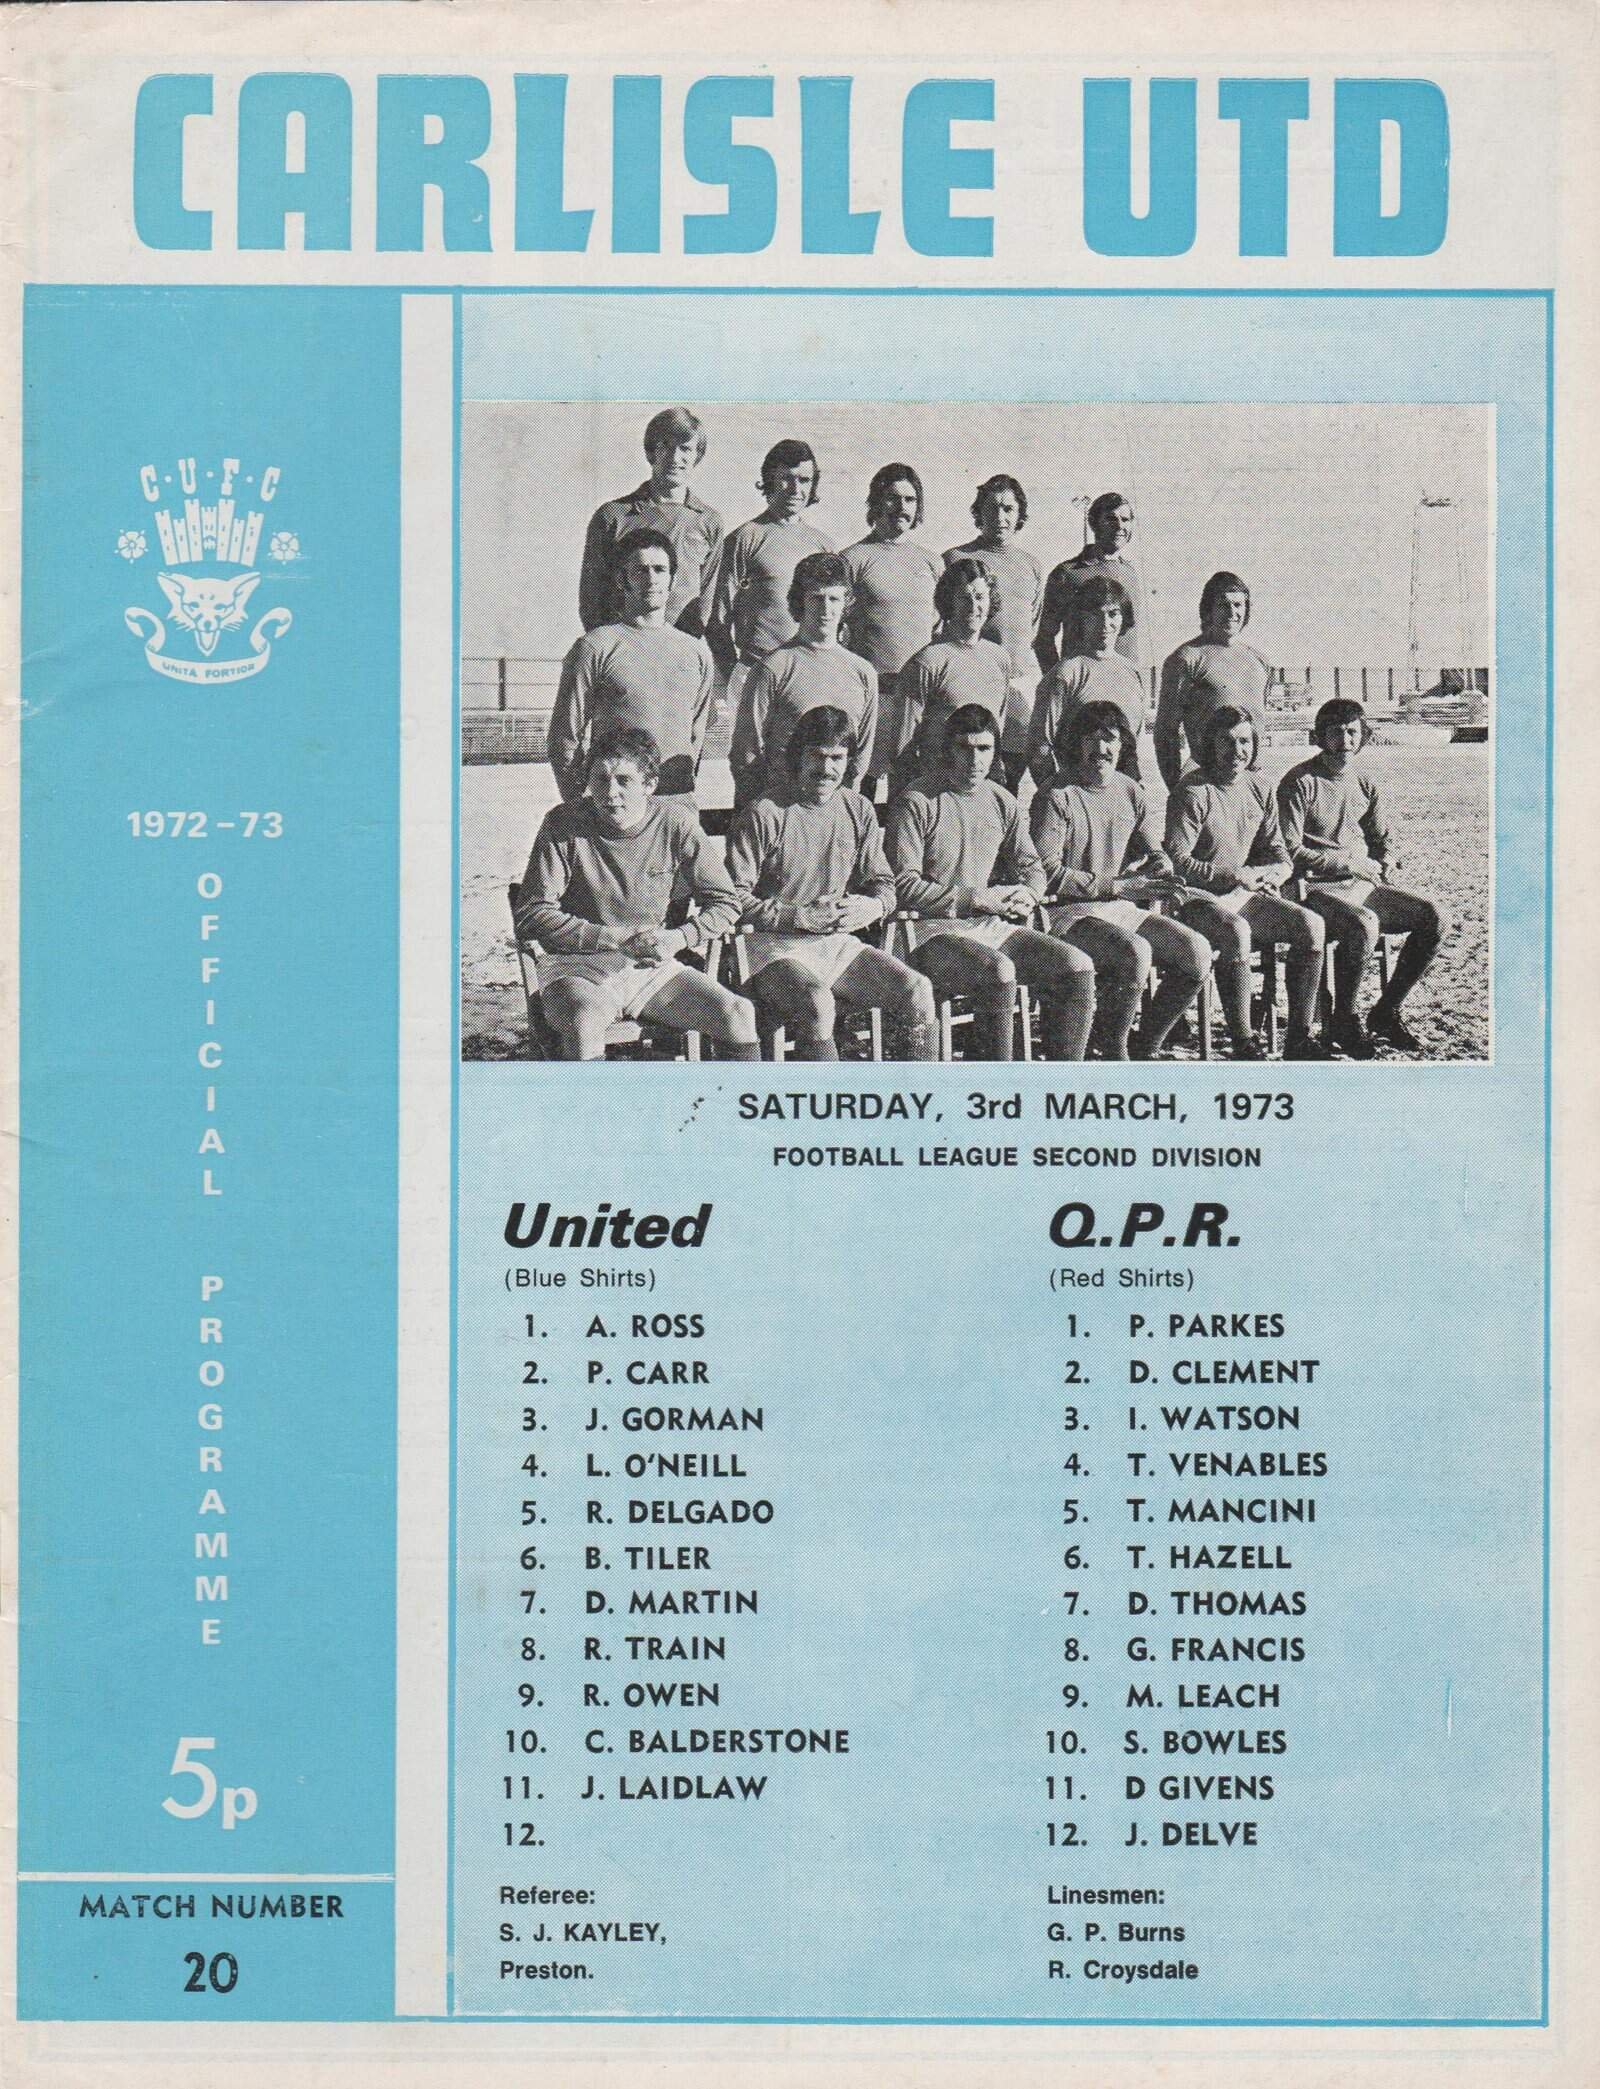 CARLISLE UTD
C·U·F·C
UNITA FORTIOR
1972-73
OFFICIAL
PROGRAMME
5p
MATCH NUMBER
20
SATURDAY, 3rd MARCH, 1973
FOOTBALL LEAGUE SECOND DIVISION
United
(Blue Shirts)
1. A. ROSS
2. P. CARR
3. J. GORMAN
4. L. O'NEILL
5. R. DELGADO
6. B. TILER
7. D. MARTIN
8. R. TRAIN
9. R. OWEN
10. C. BALDERSTONE
11. J. LAIDLAW
12.
Referee:
S. J. KAYLEY,
Preston.
Q.P.R.
(Red Shirts)
1. P. PARKES
2. D. CLEMENT
3. I. WATSON
4. T. VENABLES
5. T. MANCINI
6. T. HAZELL
7. D. THOMAS
8. G. FRANCIS
9. M. LEACH
10. S. BOWLES
11. D GIVENS
12. J. DELVE
Linesmen:
G. P. Burns
R. Croysdale